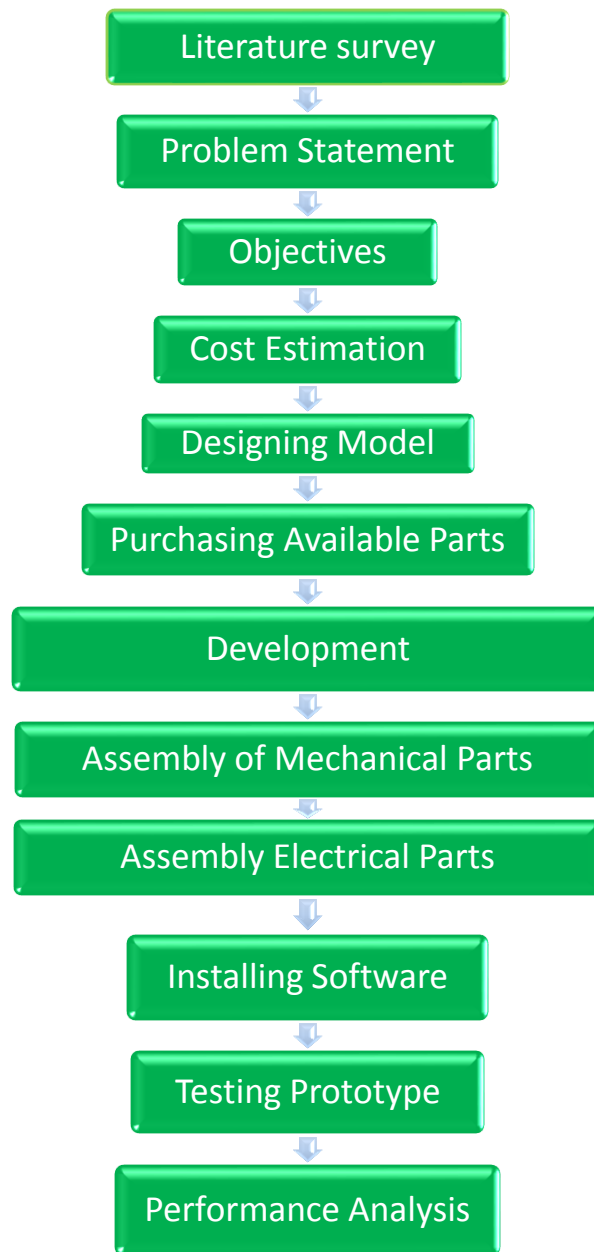 Literature survey
Problem Statement
Objectives
Cost Estimation
Designing Model
Purchasing Available Parts
Development
Assembly of Mechanical Parts
Assembly Electrical Parts
Installing Software
Testing Prototype
Performance Analysis